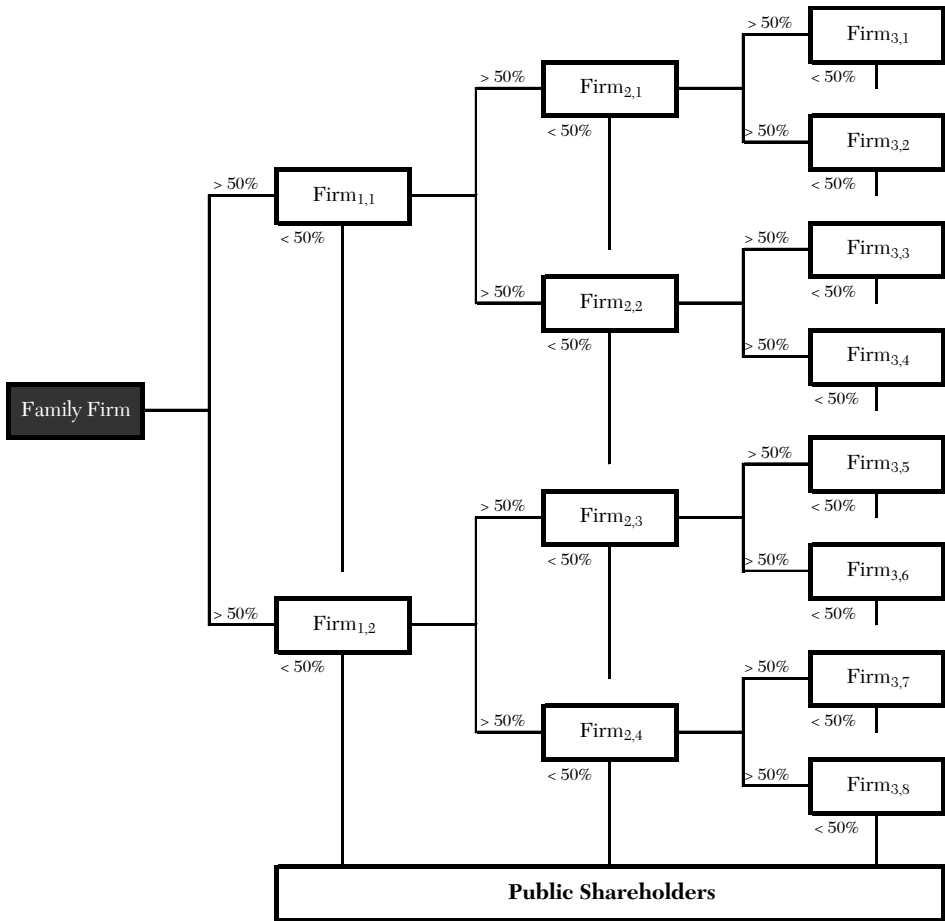 > 50%
Firm3,1
< 50%
> 50%
Firm2,1
< 50%
> 50%
Firm3,2
< 50%
> 50%
Firm1,1
< 50%
> 50%
Firm3,3
< 50%
> 50%
Firm2,2
< 50%
> 50%
Firm3,4
< 50%
Family Firm
> 50%
Firm3,5
< 50%
> 50%
Firm2,3
< 50%
> 50%
Firm3,6
< 50%
> 50%
Firm1,2
< 50%
> 50%
Firm3,7
< 50%
> 50%
Firm2,4
< 50%
> 50%
Firm3,8
< 50%
Public Shareholders